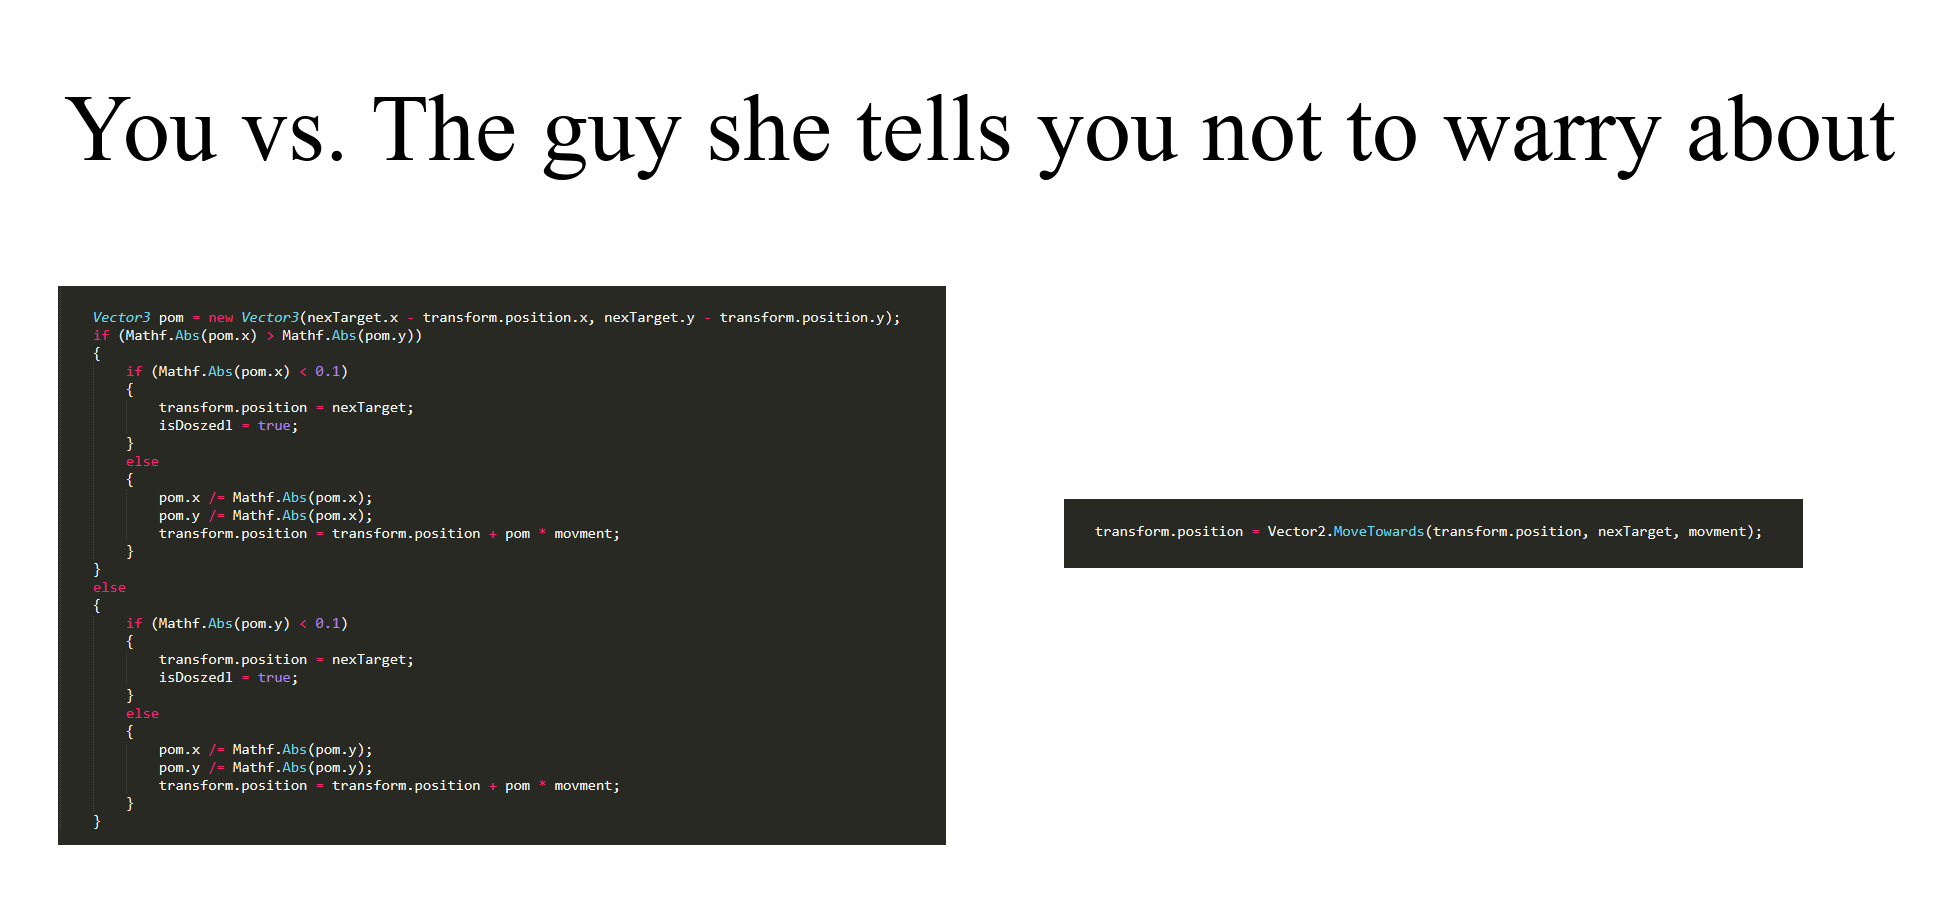 You vs. The guy she tells you not to warry about
Vector3 pom = new Vector3(nexTarget.x - transform.position.x, nexTarget.y - transform.position.y);
if (Mathf.Abs(pom.x) > Mathf.Abs(pom.y))
{
if (Mathf.Abs(pom.x) < 0.1)
{
transform.position = nexTarget;
isDoszedl = true;
}
else
{
pom.x /= Mathf.Abs(pom.x);
pom.y /= Mathf.Abs(pom.x);
transform.position = transform.position + pom * movment;
}
}
else
{
if (Mathf.Abs(pom.y) < 0.1)
{
transform.position = nexTarget;
isDoszedl = true;
}
else
{
pom.x /= Mathf.Abs(pom.y);
pom.y /= Mathf.Abs(pom.y);
transform.position = transform.position + pom * movment;
}
}
transform.position = Vector2.MoveTowards(transform.position, nexTarget, movment);